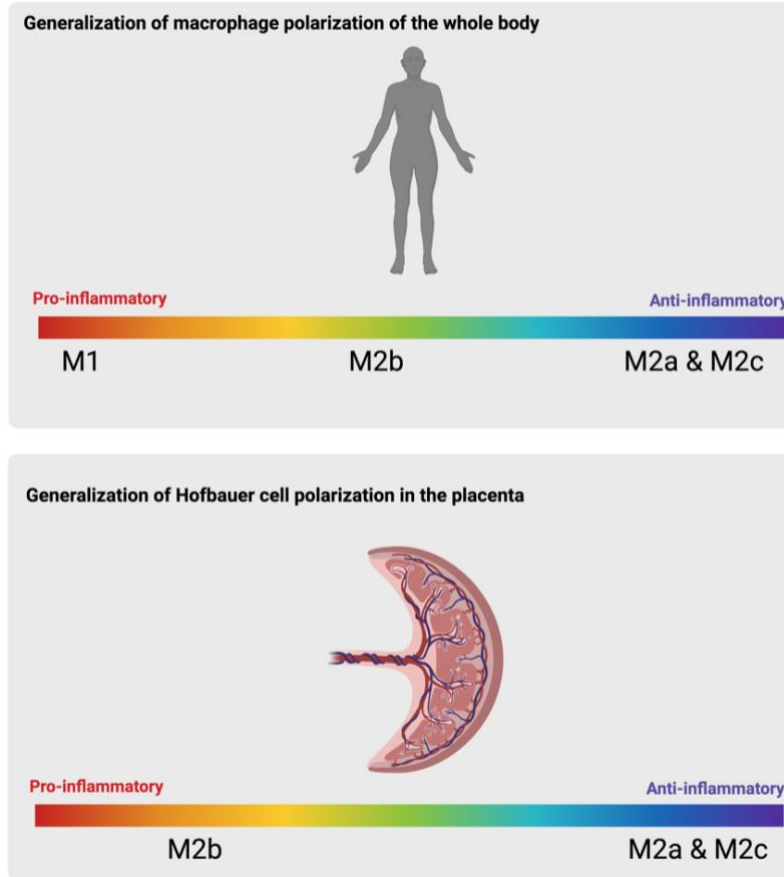 Generalization of macrophage polarization of the whole body
Pro-inflammatory
Anti-inflammatory
M1
M2b
M2a & M2c
Generalization of Hofbauer cell polarization in the placenta
Pro-inflammatory
Anti-inflammatory
M2b
M2a & M2c